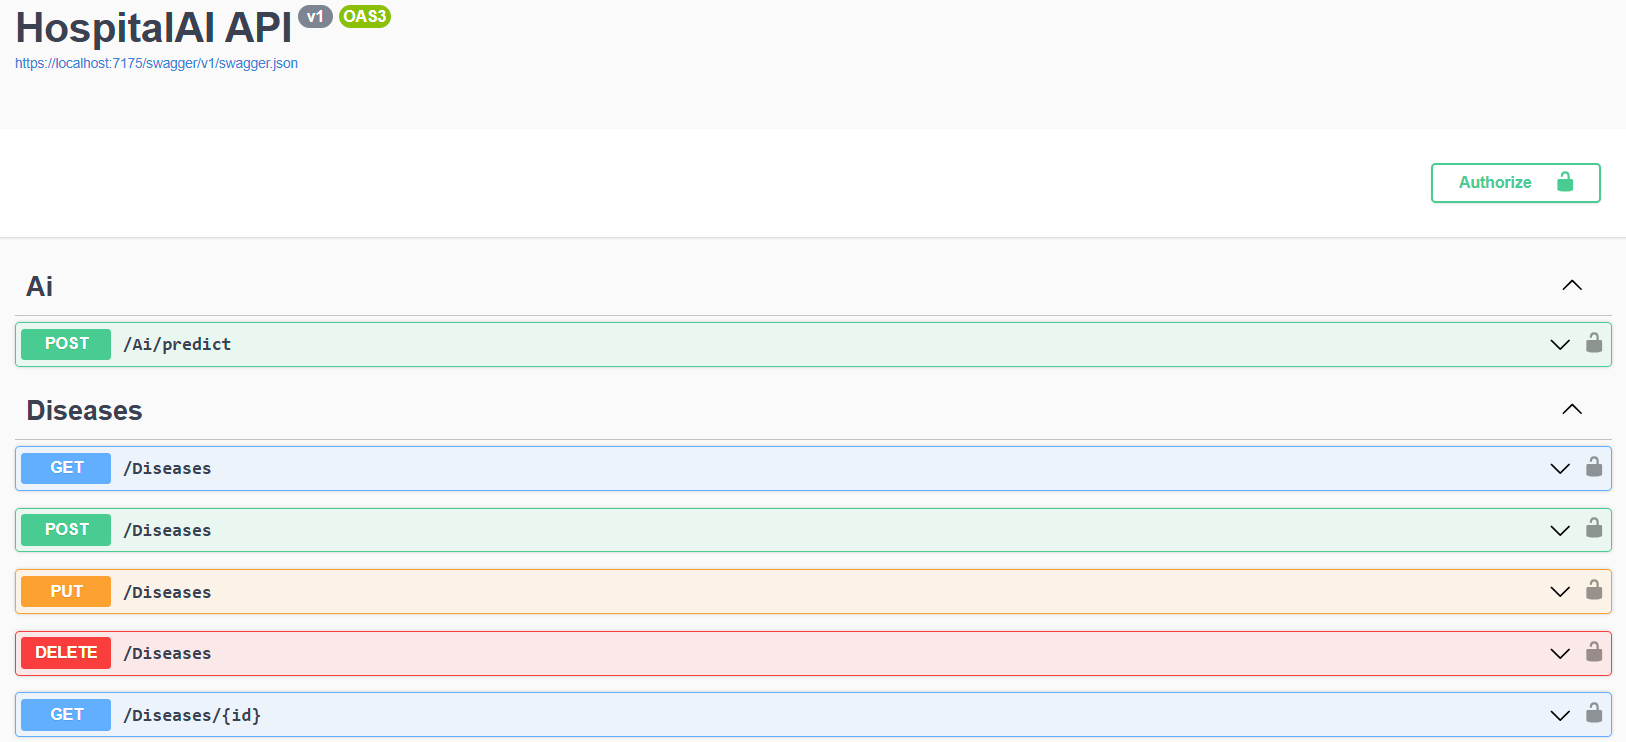 HospitalAI API v1 OAS3
https://localhost:7175/swagger/v1/swagger.json
Authorize
Ai
POST /Ai/predict
Diseases
GET /Diseases
POST /Diseases
PUT /Diseases
DELETE /Diseases
GET /Diseases/{id}